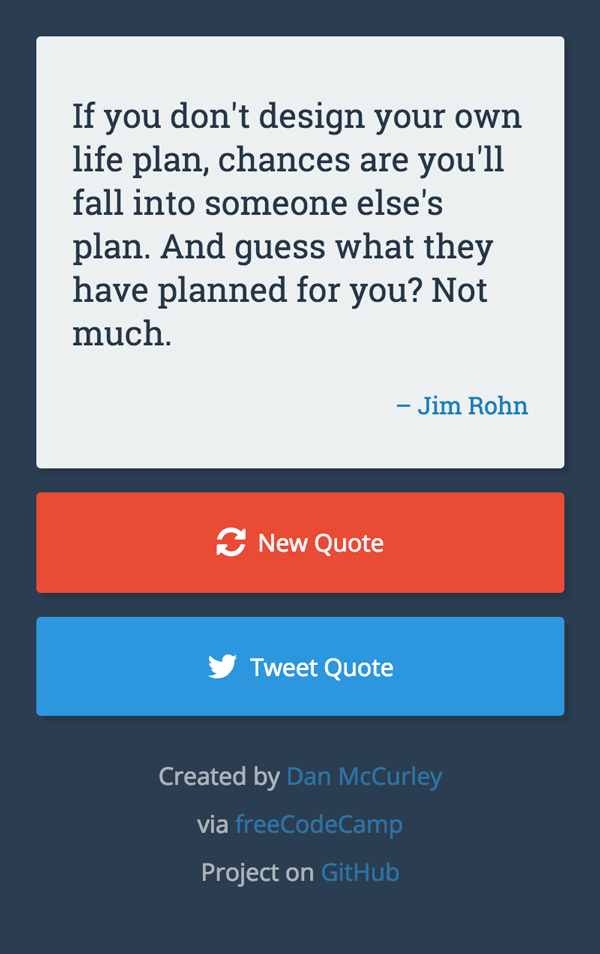 If you don't design your own
life plan, chances are you'll
fall into someone else's
plan. And guess what they
have planned for you? Not
much.
– Jim Rohn
New Quote
Tweet Quote
Created by Dan McCurley
via freeCodeCamp
Project on GitHub